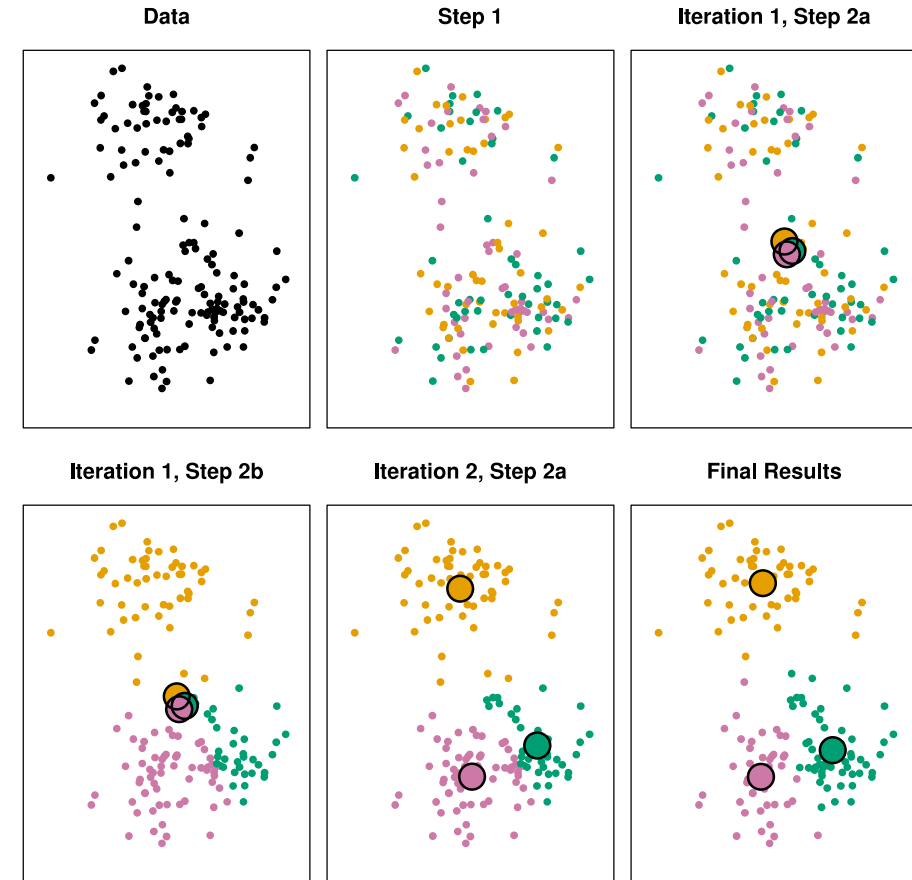 Data
Step 1
Iteration 1, Step 2a
Iteration 1, Step 2b
Iteration 2, Step 2a
Final Results